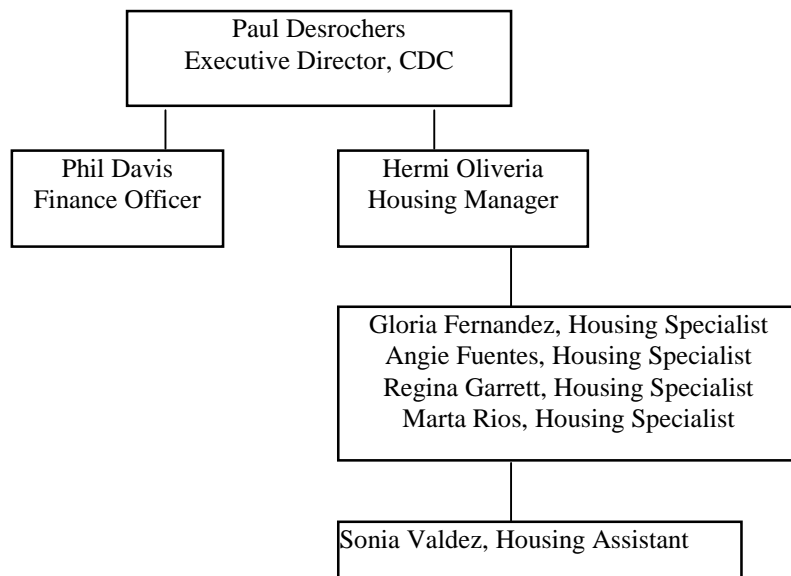 Paul Desrochers
Executive Director, CDC
Phil Davis
Finance Officer
Hermi Oliveria
Housing Manager
Gloria Fernandez, Housing Specialist
Angie Fuentes, Housing Specialist
Regina Garrett, Housing Specialist
Marta Rios, Housing Specialist
Sonia Valdez, Housing Assistant